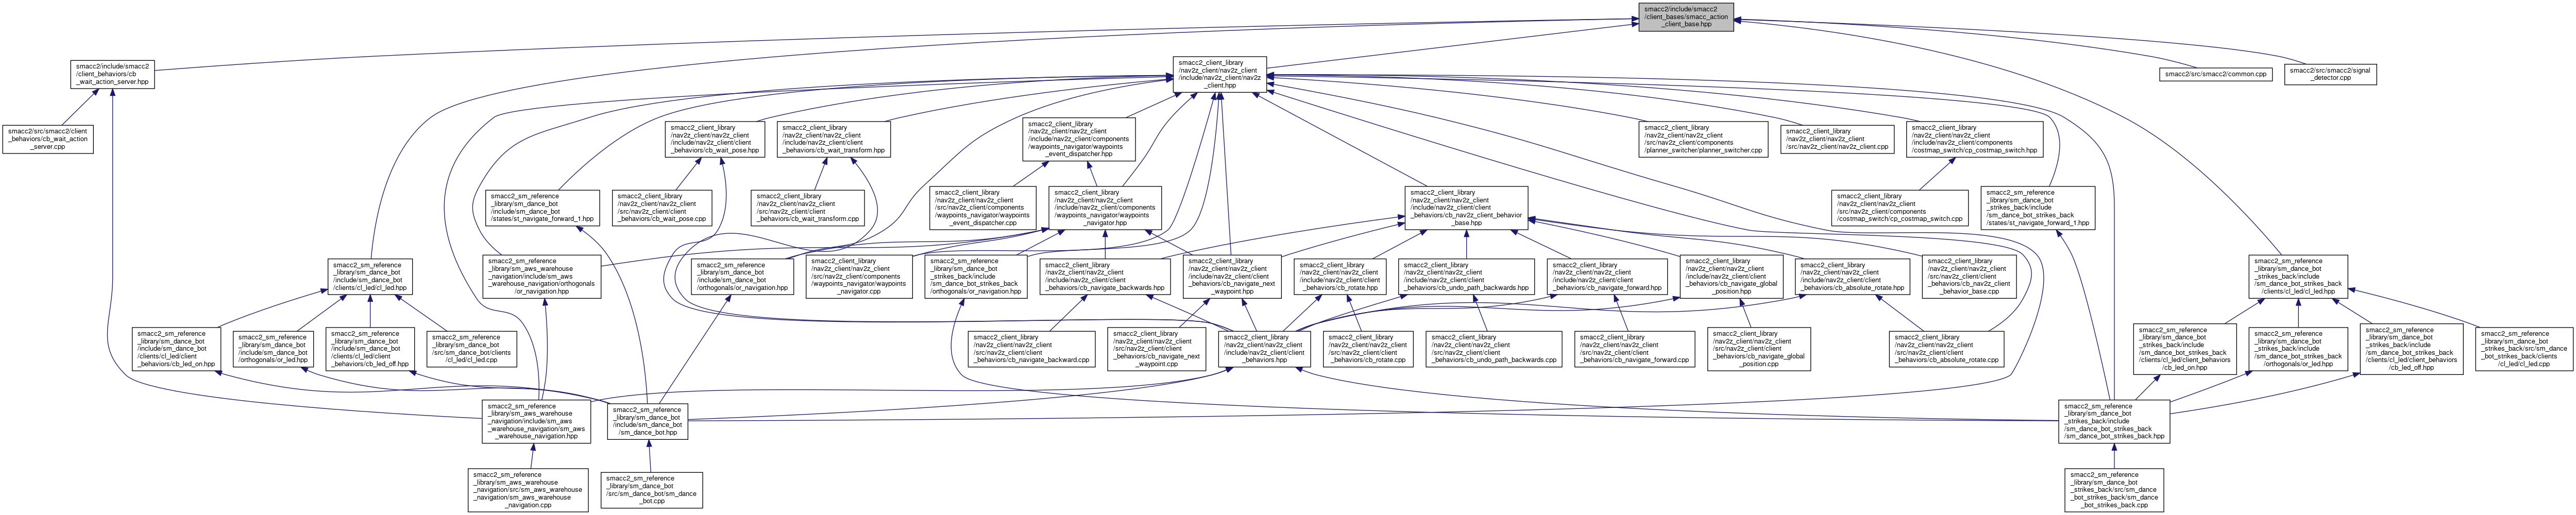 smacc2/include/smacc2
/client_bases/smacc_action
_client_base.hpp
smacc2/include/smacc2
/client_behaviors/cb
_wait_action_server.hpp
smacc2_client_library
/nav2z_client/nav2z_client
/include/nav2z_client/nav2z
_client.hpp
smacc2/src/smacc2/common.cpp
smacc2/src/smacc2/signal
_detector.cpp
smacc2/src/smacc2/client
_behaviors/cb_wait_action
_server.cpp
smacc2_client_library
/nav2z_client/nav2z_client
/include/nav2z_client/client
_behaviors/cb_wait_pose.hpp
smacc2_client_library
/nav2z_client/nav2z_client
/include/nav2z_client/client
_behaviors/cb_wait_transform.hpp
smacc2_client_library
/nav2z_client/nav2z_client
/include/nav2z_client/components
/waypoints_navigator/waypoints
_event_dispatcher.hpp
smacc2_client_library
/nav2z_client/nav2z_client
/src/nav2z_client/components
/planner_switcher/planner_switcher.cpp
smacc2_client_library
/nav2z_client/nav2z_client
/src/nav2z_client/nav2z_client.cpp
smacc2_client_library
/nav2z_client/nav2z_client
/include/nav2z_client/components
/costmap_switch/cp_costmap_switch.hpp
smacc2_sm_reference
_library/sm_dance_bot
/include/sm_dance_bot
/states/st_navigate_forward_1.hpp
smacc2_client_library
/nav2z_client/nav2z_client
/src/nav2z_client/client
_behaviors/cb_wait_pose.cpp
smacc2_client_library
/nav2z_client/nav2z_client
/src/nav2z_client/client
_behaviors/cb_wait_transform.cpp
smacc2_client_library
/nav2z_client/nav2z_client
/src/nav2z_client/components
/waypoints_navigator/waypoints
_event_dispatcher.cpp
smacc2_client_library
/nav2z_client/nav2z_client
/include/nav2z_client/components
/waypoints_navigator/waypoints
_navigator.hpp
smacc2_client_library
/nav2z_client/nav2z_client
/include/nav2z_client/client
_behaviors/cb_nav2z_client_behavior
_base.hpp
smacc2_client_library
/nav2z_client/nav2z_client
/src/nav2z_client/components
/costmap_switch/cp_costmap_switch.cpp
smacc2_sm_reference
_library/sm_dance_bot
_strikes_back/include
/sm_dance_bot_strikes_back
/states/st_navigate_forward_1.hpp
smacc2_sm_reference
_library/sm_dance_bot
/include/sm_dance_bot
/clients/cl_led/cl_led.hpp
smacc2_sm_reference
_library/sm_aws_warehouse
_navigation/include/sm_aws
_warehouse_navigation/orthogonals
/or_navigation.hpp
smacc2_sm_reference
_library/sm_dance_bot
/include/sm_dance_bot
/orthogonals/or_navigation.hpp
smacc2_client_library
/nav2z_client/nav2z_client
/src/nav2z_client/components
/waypoints_navigator/waypoints
_navigator.cpp
smacc2_sm_reference
_library/sm_dance_bot
_strikes_back/include
/sm_dance_bot_strikes_back
/orthogonals/or_navigation.hpp
smacc2_client_library
/nav2z_client/nav2z_client
/include/nav2z_client/client
_behaviors/cb_navigate_backwards.hpp
smacc2_client_library
/nav2z_client/nav2z_client
/include/nav2z_client/client
_behaviors/cb_navigate_next
_waypoint.hpp
smacc2_client_library
/nav2z_client/nav2z_client
/include/nav2z_client/client
_behaviors/cb_rotate.hpp
smacc2_client_library
/nav2z_client/nav2z_client
/include/nav2z_client/client
_behaviors/cb_undo_path_backwards.hpp
smacc2_client_library
/nav2z_client/nav2z_client
/include/nav2z_client/client
_behaviors/cb_navigate_forward.hpp
smacc2_client_library
/nav2z_client/nav2z_client
/include/nav2z_client/client
_behaviors/cb_navigate_global
_position.hpp
smacc2_client_library
/nav2z_client/nav2z_client
/include/nav2z_client/client
_behaviors/cb_absolute_rotate.hpp
smacc2_client_library
/nav2z_client/nav2z_client
/src/nav2z_client/client
_behaviors/cb_nav2z_client
_behavior_base.cpp
smacc2_sm_reference
_library/sm_dance_bot
_strikes_back/include
/sm_dance_bot_strikes_back
/clients/cl_led/cl_led.hpp
smacc2_sm_reference
_library/sm_dance_bot
/include/sm_dance_bot
/clients/cl_led/client
_behaviors/cb_led_on.hpp
smacc2_sm_reference
_library/sm_dance_bot
/include/sm_dance_bot
/orthogonals/or_led.hpp
smacc2_sm_reference
_library/sm_dance_bot
/include/sm_dance_bot
/clients/cl_led/client
_behaviors/cb_led_off.hpp
smacc2_sm_reference
_library/sm_dance_bot
/src/sm_dance_bot/clients
/cl_led/cl_led.cpp
smacc2_client_library
/nav2z_client/nav2z_client
/src/nav2z_client/client
_behaviors/cb_navigate_backward.cpp
smacc2_client_library
/nav2z_client/nav2z_client
/src/nav2z_client/client
_behaviors/cb_navigate_next
_waypoint.cpp
smacc2_client_library
/nav2z_client/nav2z_client
/include/nav2z_client/client
_behaviors.hpp
smacc2_client_library
/nav2z_client/nav2z_client
/src/nav2z_client/client
_behaviors/cb_rotate.cpp
smacc2_client_library
/nav2z_client/nav2z_client
/src/nav2z_client/client
_behaviors/cb_undo_path_backwards.cpp
smacc2_client_library
/nav2z_client/nav2z_client
/src/nav2z_client/client
_behaviors/cb_navigate_forward.cpp
smacc2_client_library
/nav2z_client/nav2z_client
/src/nav2z_client/client
_behaviors/cb_navigate_global
_position.cpp
smacc2_client_library
/nav2z_client/nav2z_client
/src/nav2z_client/client
_behaviors/cb_absolute_rotate.cpp
smacc2_sm_reference
_library/sm_dance_bot
_strikes_back/include
/sm_dance_bot_strikes_back
/clients/cl_led/client_behaviors
/cb_led_on.hpp
smacc2_sm_reference
_library/sm_dance_bot
_strikes_back/include
/sm_dance_bot_strikes_back
/orthogonals/or_led.hpp
smacc2_sm_reference
_library/sm_dance_bot
_strikes_back/include
/sm_dance_bot_strikes_back
/clients/cl_led/client_behaviors
/cb_led_off.hpp
smacc2_sm_reference
_library/sm_dance_bot
_strikes_back/src/sm_dance
_bot_strikes_back/clients
/cl_led/cl_led.cpp
smacc2_sm_reference
_library/sm_aws_warehouse
_navigation/include/sm_aws
_warehouse_navigation/sm_aws
_warehouse_navigation.hpp
smacc2_sm_reference
_library/sm_dance_bot
/include/sm_dance_bot
/sm_dance_bot.hpp
smacc2_sm_reference
_library/sm_dance_bot
_strikes_back/include
/sm_dance_bot_strikes_back
/sm_dance_bot_strikes_back.hpp
smacc2_sm_reference
_library/sm_aws_warehouse
_navigation/src/sm_aws_warehouse
_navigation/sm_aws_warehouse
_navigation.cpp
smacc2_sm_reference
_library/sm_dance_bot
/src/sm_dance_bot/sm_dance
_bot.cpp
smacc2_sm_reference
_library/sm_dance_bot
_strikes_back/src/sm_dance
_bot_strikes_back/sm_dance
_bot_strikes_back.cpp